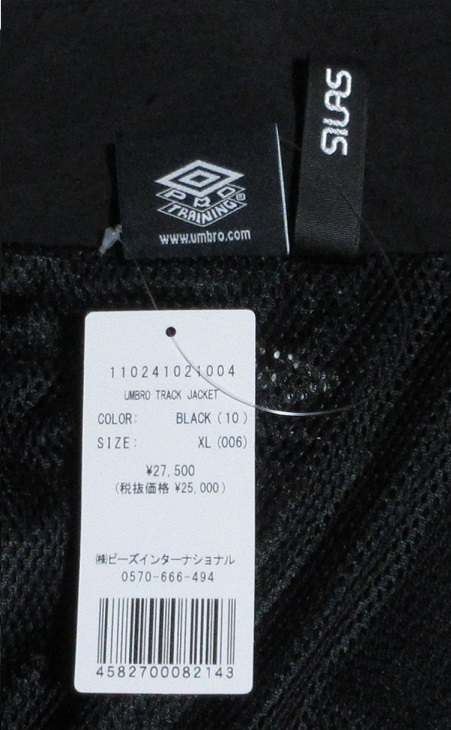 SILAS
PRO
TRAINING®
www.umbro.com
110241021004
UMBRO TRACK JACKET
COLOR: BLACK(10)
SIZE: XL(006)
¥27,500
(税抜価格 ¥25,000)
㈱ビーズインターナショナル
0570-666-494
4582700082143